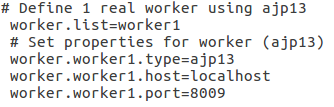 # Define 1 real worker using ajp13
worker.list=worker1
# Set properties for worker (ajp13)
worker.worker1.type=ajp13
worker.worker1.host=localhost
worker.worker1.port=8009